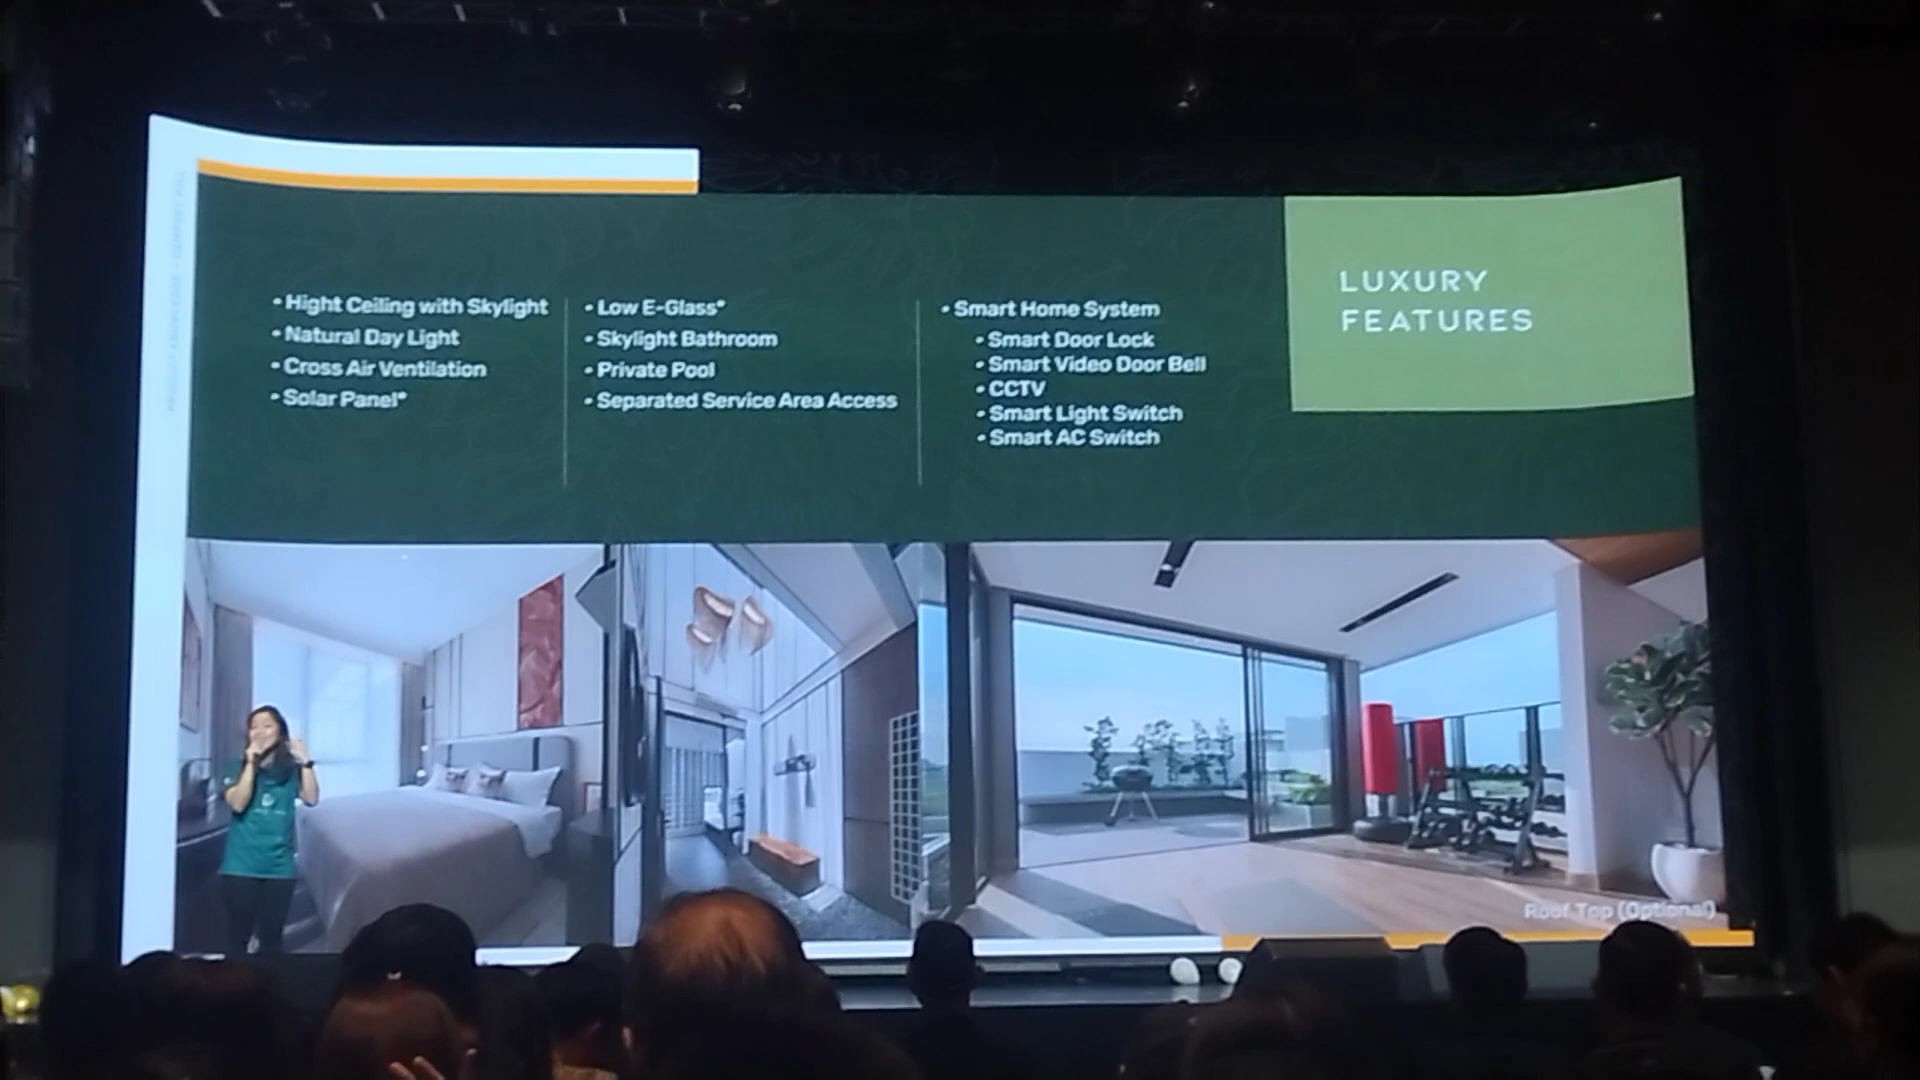 • Hight Ceiling with Skylight
• Natural Day Light
• Cross Air Ventilation
• Solar Panel*
• Low E-Glass*
• Skylight Bathroom
• Private Pool
• Separated Service Area Access
• Smart Home System
• Smart Door Lock
• Smart Video Door Bell
• CCTV
• Smart Light Switch
• Smart AC Switch
LUXURY
FEATURES
Roof Top (Optional)